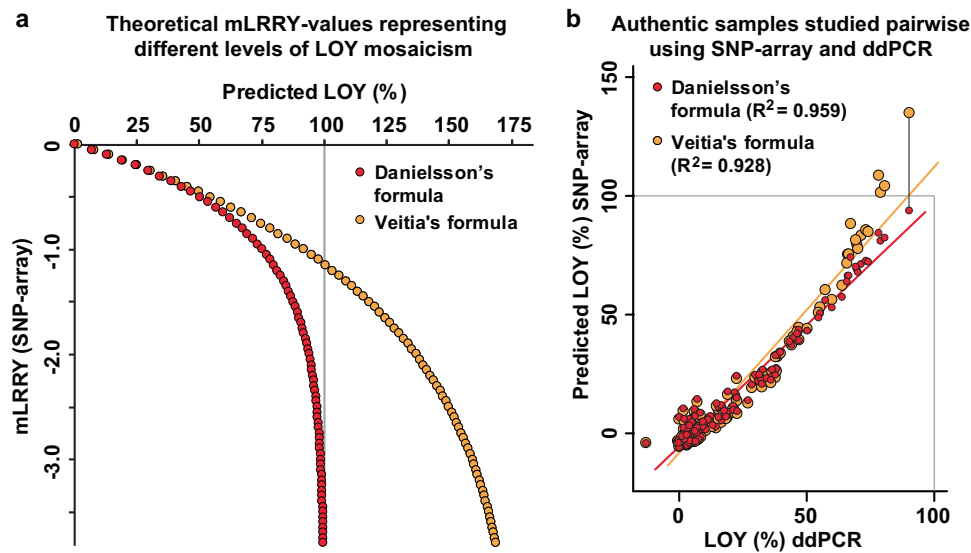 a
Theoretical mLRRY-values representing
different levels of LOY mosaicism
Predicted LOY (%)
0 25 50 75 100 125 150 175
mLRRY (SNP-array)
0
-1.0
-2.0
-3.0
Danielsson's
formula
Veitia's formula
b
Authentic samples studied pairwise
using SNP-array and ddPCR
Predicted LOY (%) SNP-array
150
100
50
0
Danielsson's
formula (R²= 0.959)
Veitia's formula
(R²= 0.928)
0 50 100
LOY (%) ddPCR